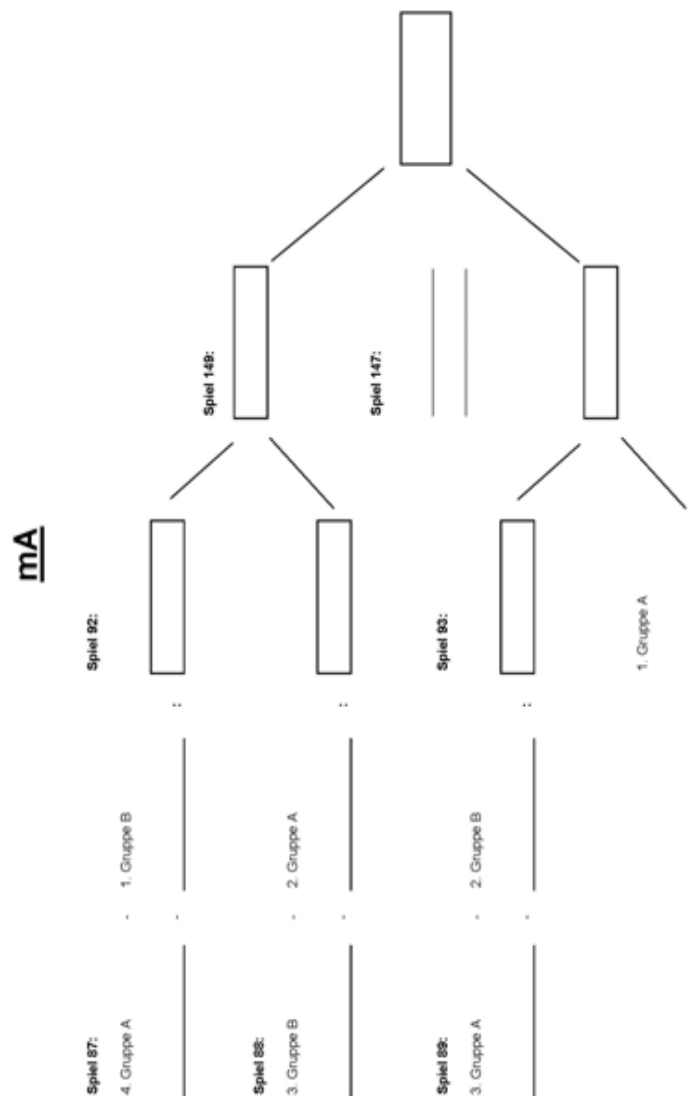 mA
Spiel 87:
4. Gruppe A - 1. Gruppe B
- :
Spiel 92:
Spiel 88:
3. Gruppe B - 2. Gruppe A
- :
Spiel 149:
Spiel 147:
Spiel 89:
3. Gruppe A - 2. Gruppe B
- :
Spiel 93:
1. Gruppe A